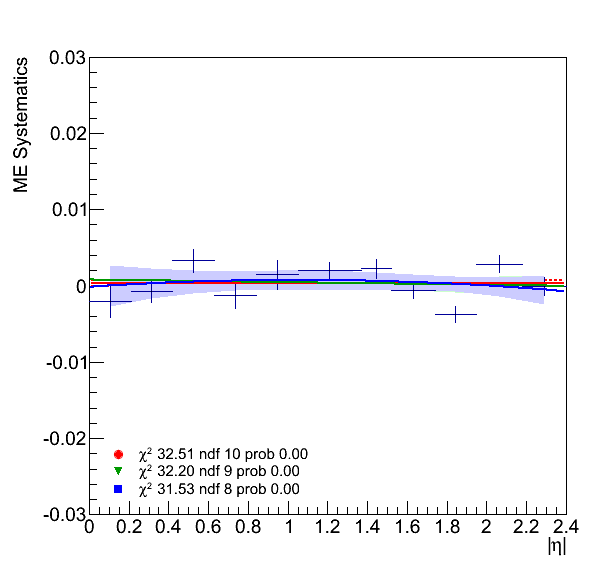 ME Systematics
0.03
0.02
0.01
0
-0.01
-0.02
-0.03
χ² 32.51 ndf 10 prob 0.00
χ² 32.20 ndf 9 prob 0.00
χ² 31.53 ndf 8 prob 0.00
0 0.2 0.4 0.6 0.8 1 1.2 1.4 1.6 1.8 2 2.2 2.4
|η|